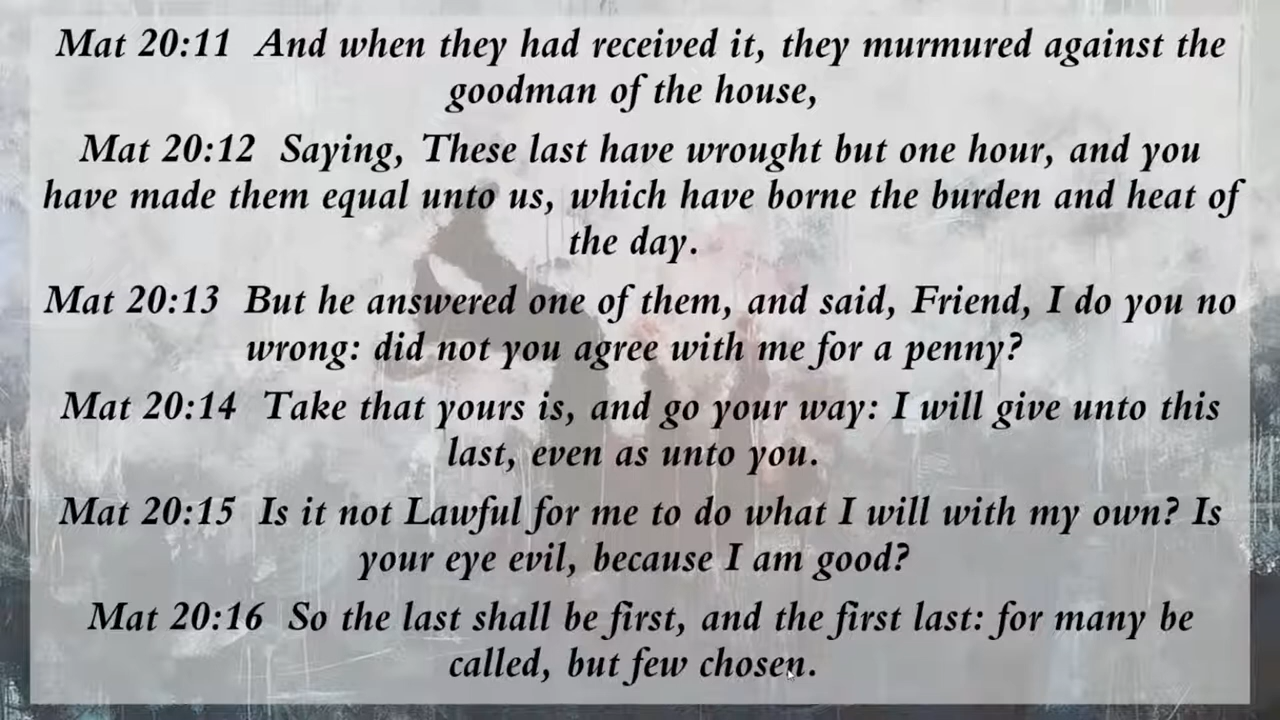 Mat 20:11 And when they had received it, they murmured against the
goodman of the house,
Mat 20:12 Saying, These last have wrought but one hour, and you
have made them equal unto us, which have borne the burden and heat of
the day.
Mat 20:13 But he answered one of them, and said, Friend, I do you no
wrong: did not you agree with me for a penny?
Mat 20:14 Take that yours is, and go your way: I will give unto this
last, even as unto you.
Mat 20:15 Is it not Lawful for me to do what I will with my own? Is
your eye evil, because I am good?
Mat 20:16 So the last shall be first, and the first last: for many be
called, but few chosen.